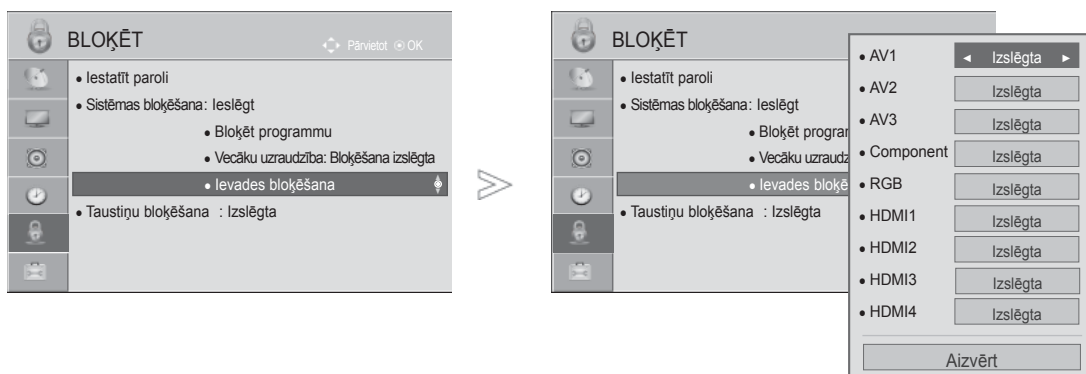 BLOĶĒT
Pārvietot OK
• Iestatīt paroli
• Sistēmas bloķēšana: Ieslēgt
• Bloķēt programmu
• Vecāku uzraudzība: Bloķēšana izslēgta
• Ievades bloķēšana
• Taustiņu bloķēšana : Izslēgta
BLOĶĒT
• Iestatīt paroli
• Sistēmas bloķēšana: Ieslēgt
• Bloķēt progra
• Vecāku uzraudz
• Ievades bloķē
• Taustiņu bloķēšana : Izslēgta
• AV1 ◄ Izslēgta ►
• AV2 Izslēgta
• AV3 Izslēgta
• Component Izslēgta
• RGB Izslēgta
• HDMI1 Izslēgta
• HDMI2 Izslēgta
• HDMI3 Izslēgta
• HDMI4 Izslēgta
Aizvērt